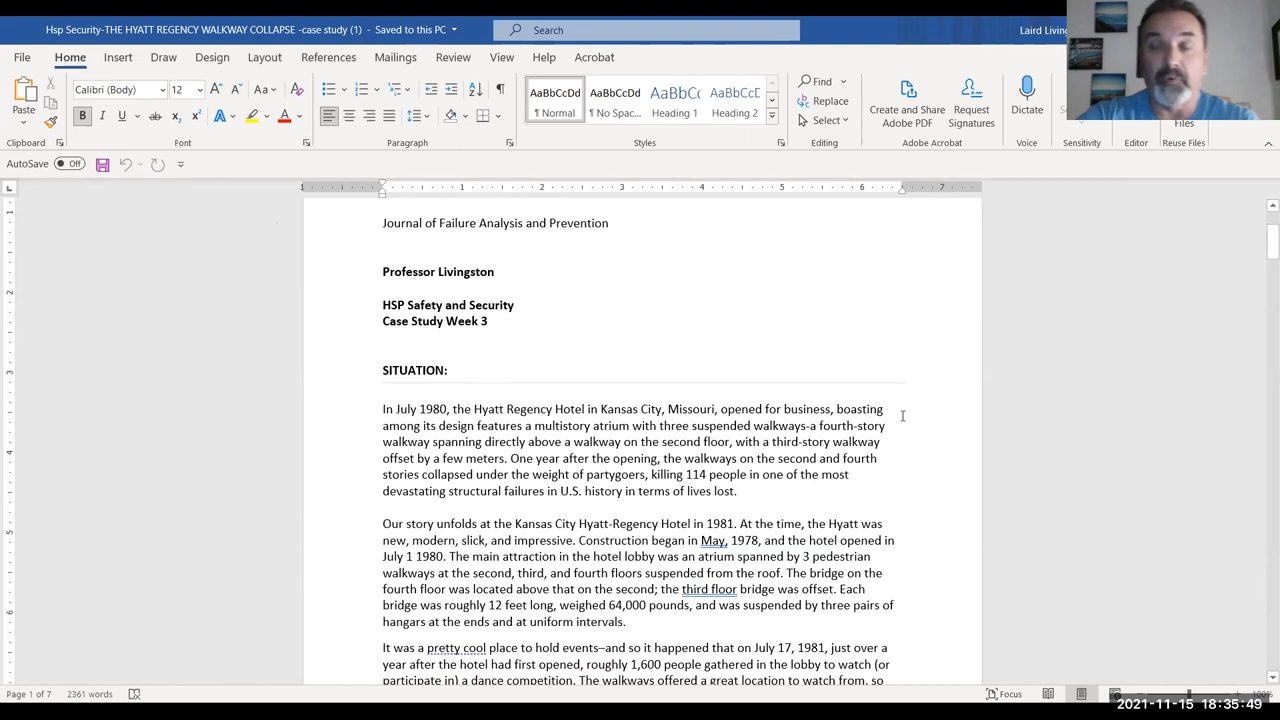 Hsp Security-THE HYATT REGENCY WALKWAY COLLAPSE -case study (1) - Saved to this PC
Search
Laird Livin
File Home Insert Draw Design Layout References Mailings Review View Help Acrobat
Calibri (Body) 12
Paste
Find
Replace
Select
AaBbCcDd AaBbCcDd AaBbCc AaBbCcD
¶ Normal ¶ No Spac... Heading 1 Heading 2
Create and Share Adobe PDF
Request Signatures
Dictate
Files
Clipboard Font Paragraph Styles Editing Adobe Acrobat Voice Sensitivity Editor Reuse Files
AutoSave Off
1 1 2 3 4 5 6 7
Journal of Failure Analysis and Prevention
Professor Livingston
HSP Safety and Security
Case Study Week 3
SITUATION:
In July 1980, the Hyatt Regency Hotel in Kansas City, Missouri, opened for business, boasting
among its design features a multistory atrium with three suspended walkways-a fourth-story
walkway spanning directly above a walkway on the second floor, with a third-story walkway
offset by a few meters. One year after the opening, the walkways on the second and fourth
stories collapsed under the weight of partygoers, killing 114 people in one of the most
devastating structural failures in U.S. history in terms of lives lost.
Our story unfolds at the Kansas City Hyatt-Regency Hotel in 1981. At the time, the Hyatt was
new, modern, slick, and impressive. Construction began in May, 1978, and the hotel opened in
July 1 1980. The main attraction in the hotel lobby was an atrium spanned by 3 pedestrian
walkways at the second, third, and fourth floors suspended from the roof. The bridge on the
fourth floor was located above that on the second; the third floor bridge was offset. Each
bridge was roughly 12 feet long, weighed 64,000 pounds, and was suspended by three pairs of
hangars at the ends and at uniform intervals.
It was a pretty cool place to hold events–and so it happened that on July 17, 1981, just over a
year after the hotel had first opened, roughly 1,600 people gathered in the lobby to watch (or
participate in) a dance competition. The walkways offered a great location to watch from, so
Page 1 of 7 2361 words
Focus
100%
2021-11-15 18:35:49